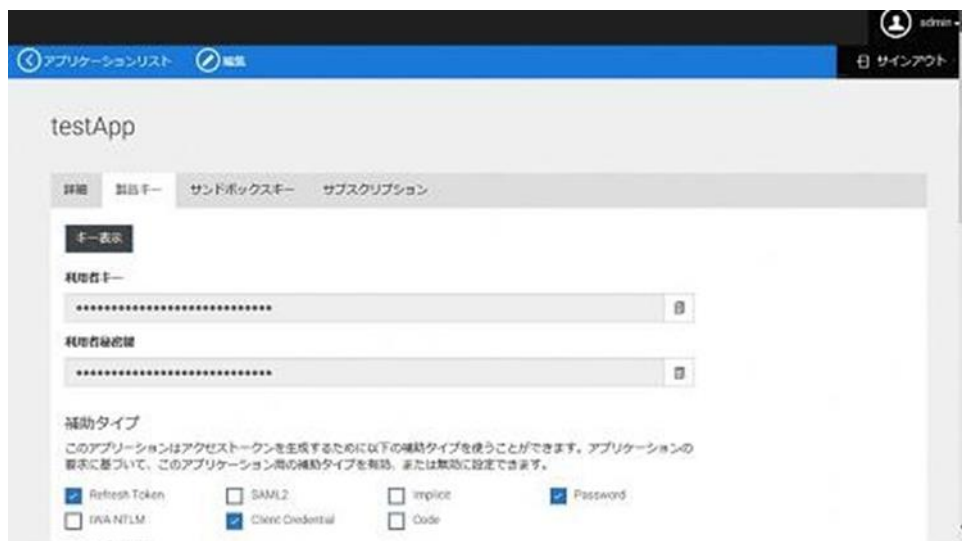 admin
アプリケーションリスト 編集
サインアウト
testApp
詳細 製品キー サンドボックスキー サブスクリプション
キー表示
利用者キー
••••••••••••••••••••••••••••
利用者秘密鍵
••••••••••••••••••••••••••••
補助タイプ
このアプリーションはアクセストークンを生成するために以下の補助タイプを使うことができます。アプリケーションの
要求に基づいて、このアプリケーション用の補助タイプを有効、または無効に設定できます。
Refresh Token SAML2 Implicit Password
IWA-NTLM Client Credential Code